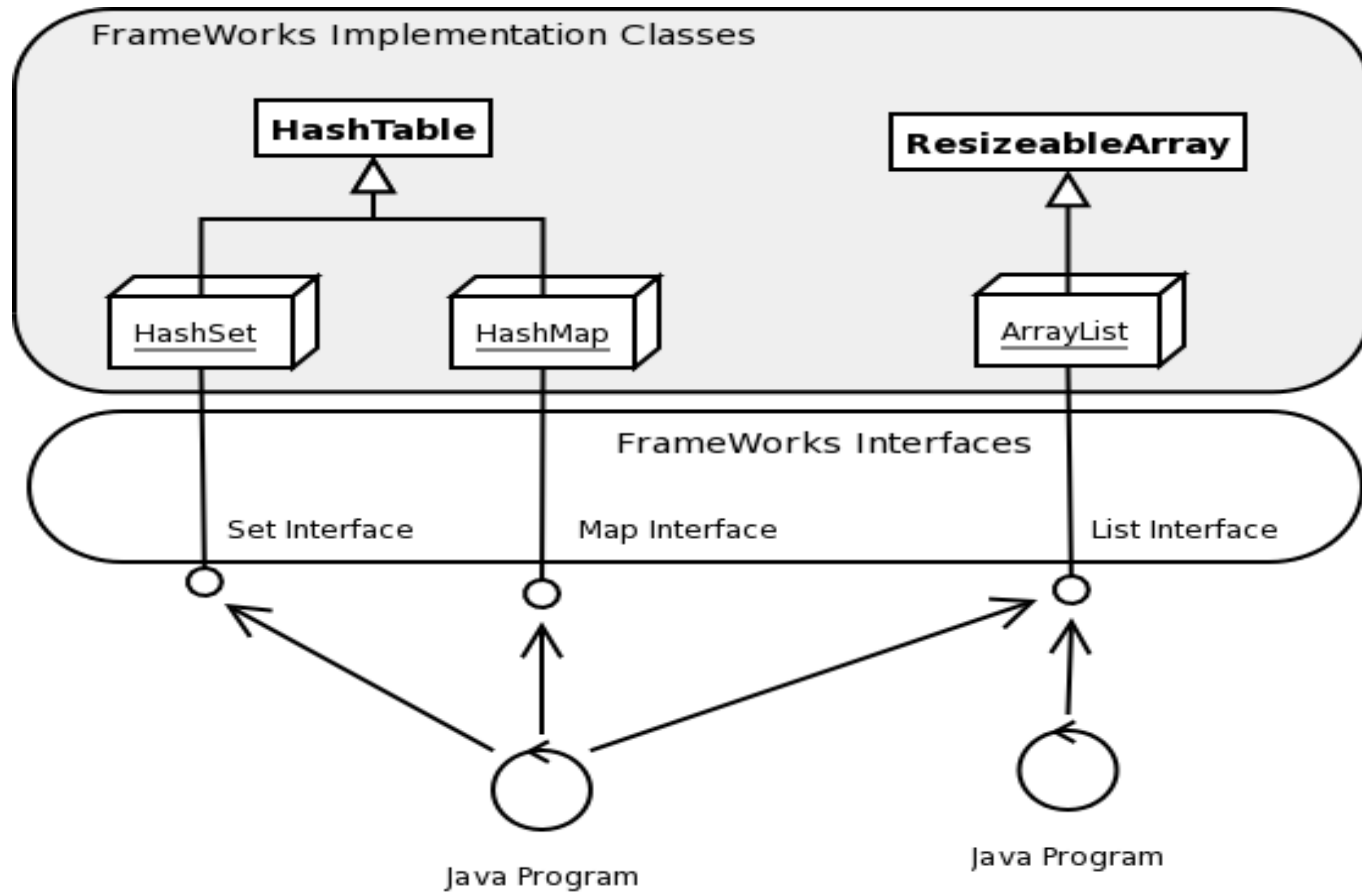 FrameWorks Implementation Classes
HashTable
ResizeableArray
HashSet
HashMap
ArrayList
FrameWorks Interfaces
Set Interface
Map Interface
List Interface
Java Program
Java Program